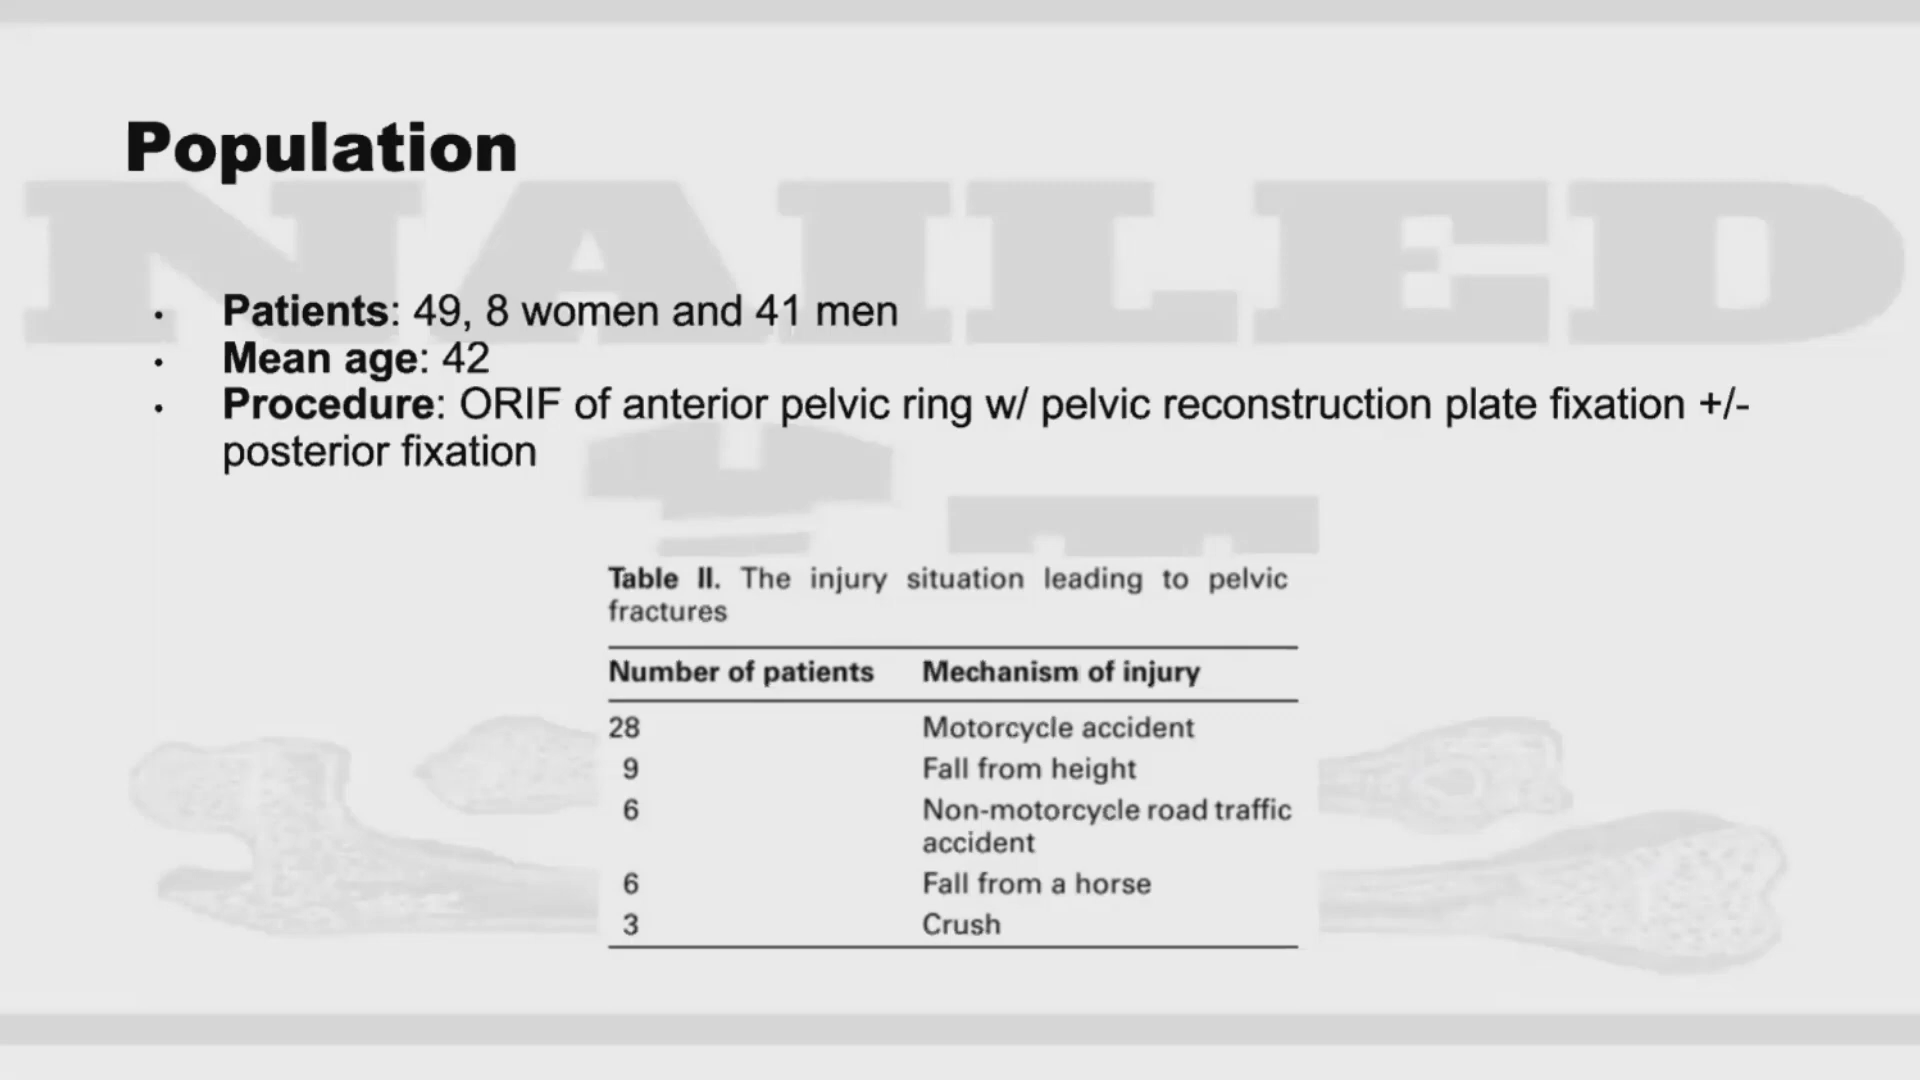 Population
NAILED
IT
• Patients: 49, 8 women and 41 men
• Mean age: 42
• Procedure: ORIF of anterior pelvic ring w/ pelvic reconstruction plate fixation +/-
posterior fixation
Table II. The injury situation leading to pelvic
fractures
Number of patients Mechanism of injury
28 Motorcycle accident
9 Fall from height
6 Non-motorcycle road traffic
accident
6 Fall from a horse
3 Crush